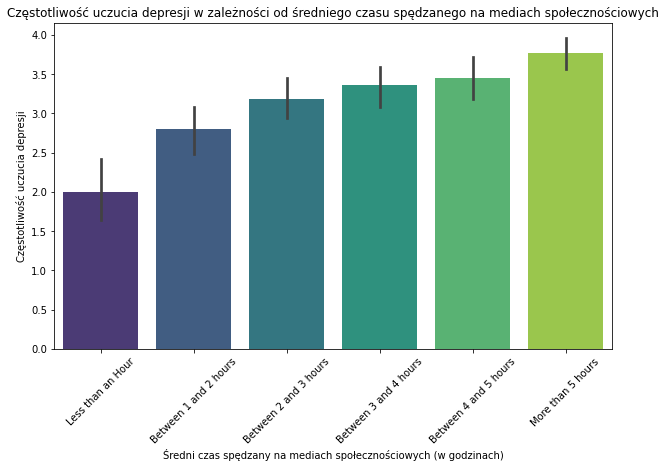 Częstotliwość uczucia depresji w zależności od średniego czasu spędzanego na mediach społecznościowych
Częstotliwość uczucia depresji
4.0
3.5
3.0
2.5
2.0
1.5
1.0
0.5
0.0
Less than an Hour
Between 1 and 2 hours
Between 2 and 3 hours
Between 3 and 4 hours
Between 4 and 5 hours
More than 5 hours
Średni czas spędzany na mediach społecznościowych (w godzinach)